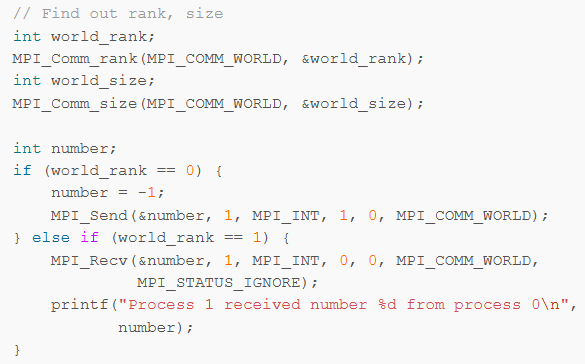 // Find out rank, size
int world_rank;
MPI_Comm_rank(MPI_COMM_WORLD, &world_rank);
int world_size;
MPI_Comm_size(MPI_COMM_WORLD, &world_size);

int number;
if (world_rank == 0) {
    number = -1;
    MPI_Send(&number, 1, MPI_INT, 1, 0, MPI_COMM_WORLD);
} else if (world_rank == 1) {
    MPI_Recv(&number, 1, MPI_INT, 0, 0, MPI_COMM_WORLD,
             MPI_STATUS_IGNORE);
    printf("Process 1 received number %d from process 0\n",
           number);
}